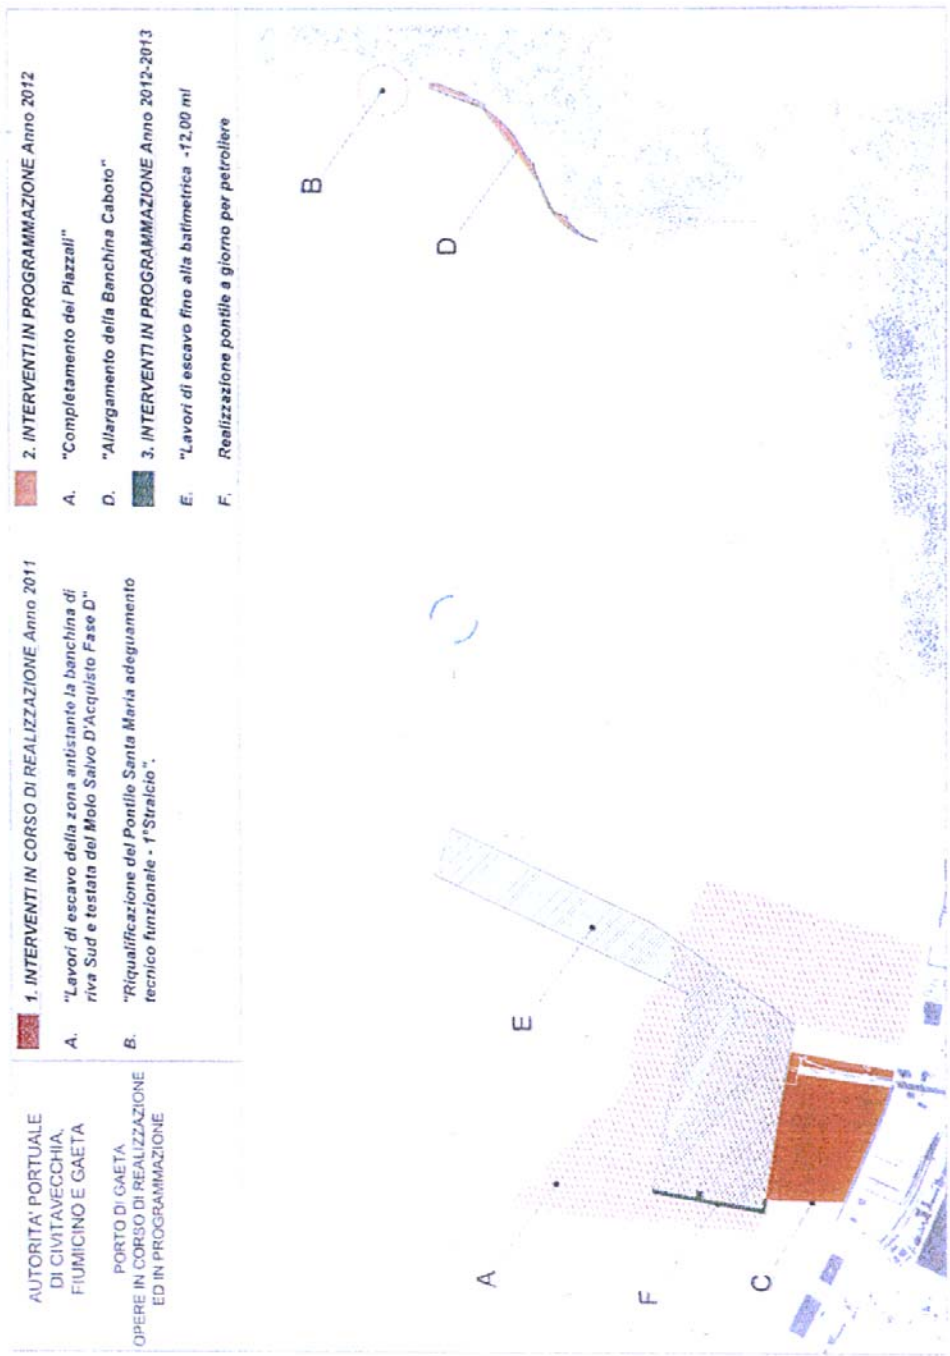 AUTORITA' PORTUALE
DI CIVITAVECCHIA,
FIUMICINO E GAETA
PORTO DI GAETA
OPERE IN CORSO DI REALIZZAZIONE
ED IN PROGRAMMAZIONE
1. INTERVENTI IN CORSO DI REALIZZAZIONE Anno 2011
A. "Lavori di escavo della zona antistante la banchina di
riva Sud e testata del Molo Salvo D'Acquisto Fase D"
B. "Riqualificazione del Pontile Santa Maria adeguamento
tecnico funzionale - 1°Stralcio".
2. INTERVENTI IN PROGRAMMAZIONE Anno 2012
A. "Completamento dei Piazzali"
D. "Allargamento della Banchina Caboto"
3. INTERVENTI IN PROGRAMMAZIONE Anno 2012-2013
E. "Lavori di escavo fino alla batimetrica -12,00 ml
F. Realizzazione pontile a giorno per petroliere
B
D
E
A
F
C